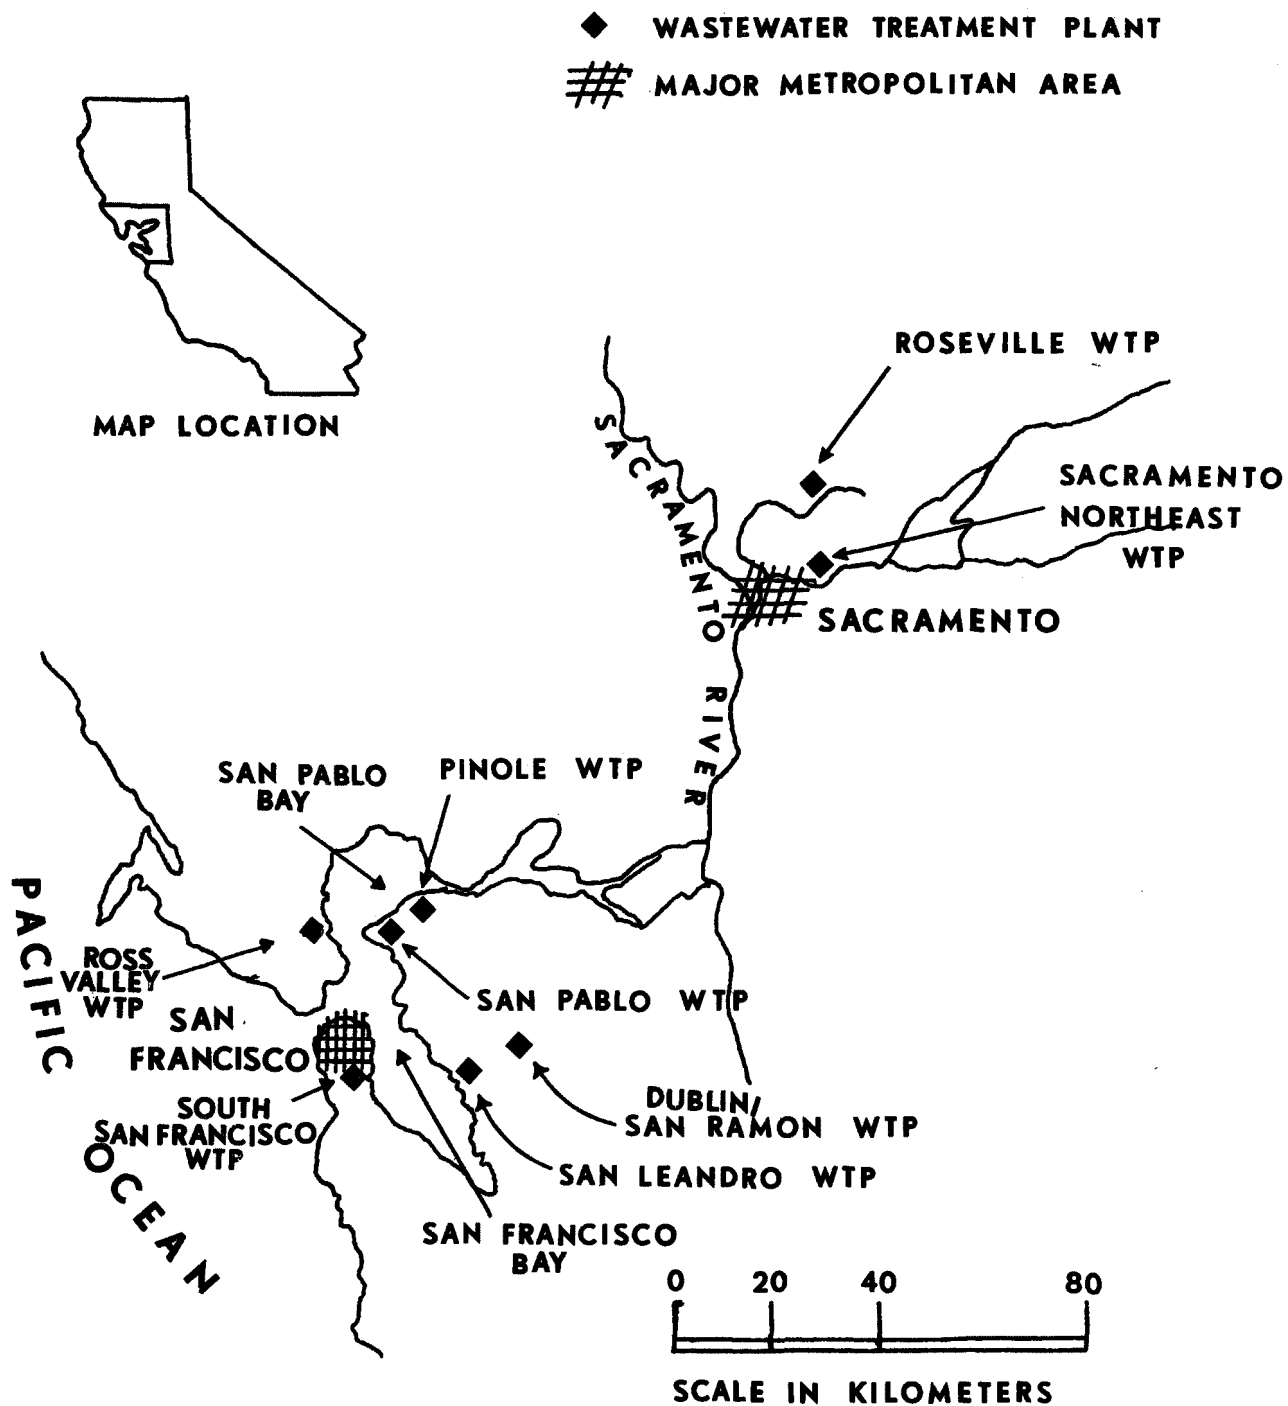 WASTEWATER TREATMENT PLANT
MAJOR METROPOLITAN AREA
MAP LOCATION
ROSEVILLE WTP
SACRAMENTO
NORTHEAST
WTP
SACRAMENTO
SACRAMENTO RIVER
SAN PABLO
BAY
PINOLE WTP
PACIFIC OCEAN
ROSS
VALLEY
WTP
SAN PABLO WTP
SAN
FRANCISCO
SOUTH
SAN FRANCISCO
WTP
DUBLIN/
SAN RAMON WTP
SAN LEANDRO WTP
SAN FRANCISCO
BAY
0 20 40 80
SCALE IN KILOMETERS